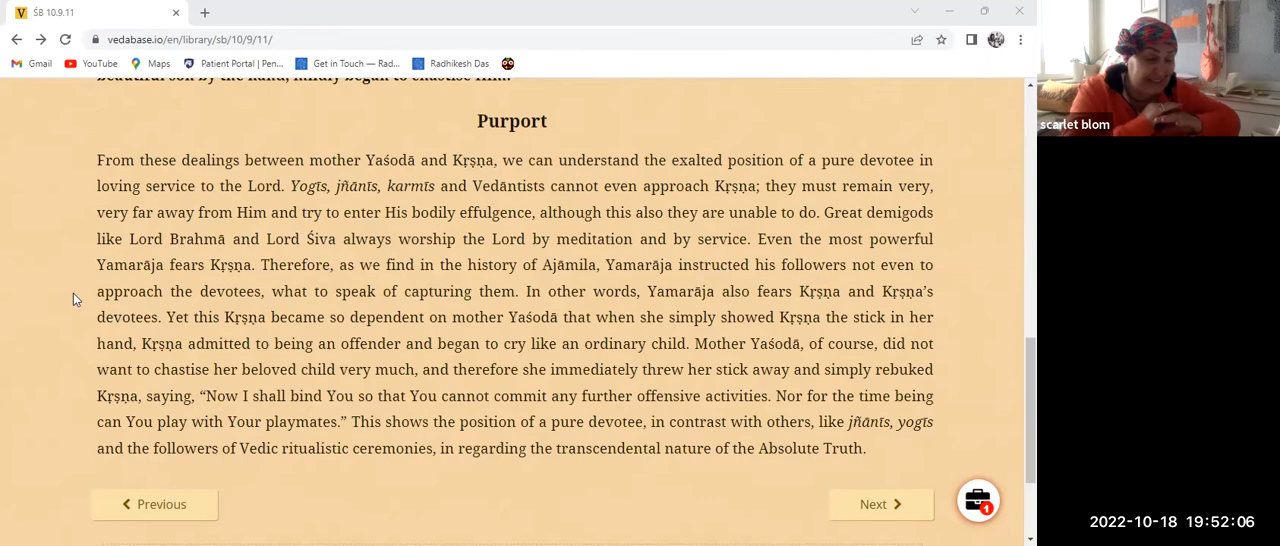 ŚB 10.9.11
vedabase.io/en/library/sb/10/9/11/
Gmail YouTube Maps Patient Portal | Pen... Get in Touch — Rad... Radhikesh Das
beautiful son by the hand, mildly began to chastise Him.
scarlet blom
Purport
From these dealings between mother Yaśodā and Kṛṣṇa, we can understand the exalted position of a pure devotee in
loving service to the Lord. Yogīs, jñānīs, karmīs and Vedāntists cannot even approach Kṛṣṇa; they must remain very,
very far away from Him and try to enter His bodily effulgence, although this also they are unable to do. Great demigods
like Lord Brahmā and Lord Śiva always worship the Lord by meditation and by service. Even the most powerful
Yamarāja fears Kṛṣṇa. Therefore, as we find in the history of Ajāmila, Yamarāja instructed his followers not even to
approach the devotees, what to speak of capturing them. In other words, Yamarāja also fears Kṛṣṇa and Kṛṣṇa’s
devotees. Yet this Kṛṣṇa became so dependent on mother Yaśodā that when she simply showed Kṛṣṇa the stick in her
hand, Kṛṣṇa admitted to being an offender and began to cry like an ordinary child. Mother Yaśodā, of course, did not
want to chastise her beloved child very much, and therefore she immediately threw her stick away and simply rebuked
Kṛṣṇa, saying, “Now I shall bind You so that You cannot commit any further offensive activities. Nor for the time being
can You play with Your playmates.” This shows the position of a pure devotee, in contrast with others, like jñānīs, yogīs
and the followers of Vedic ritualistic ceremonies, in regarding the transcendental nature of the Absolute Truth.
Previous
Next
1
2022-10-18 19:52:06